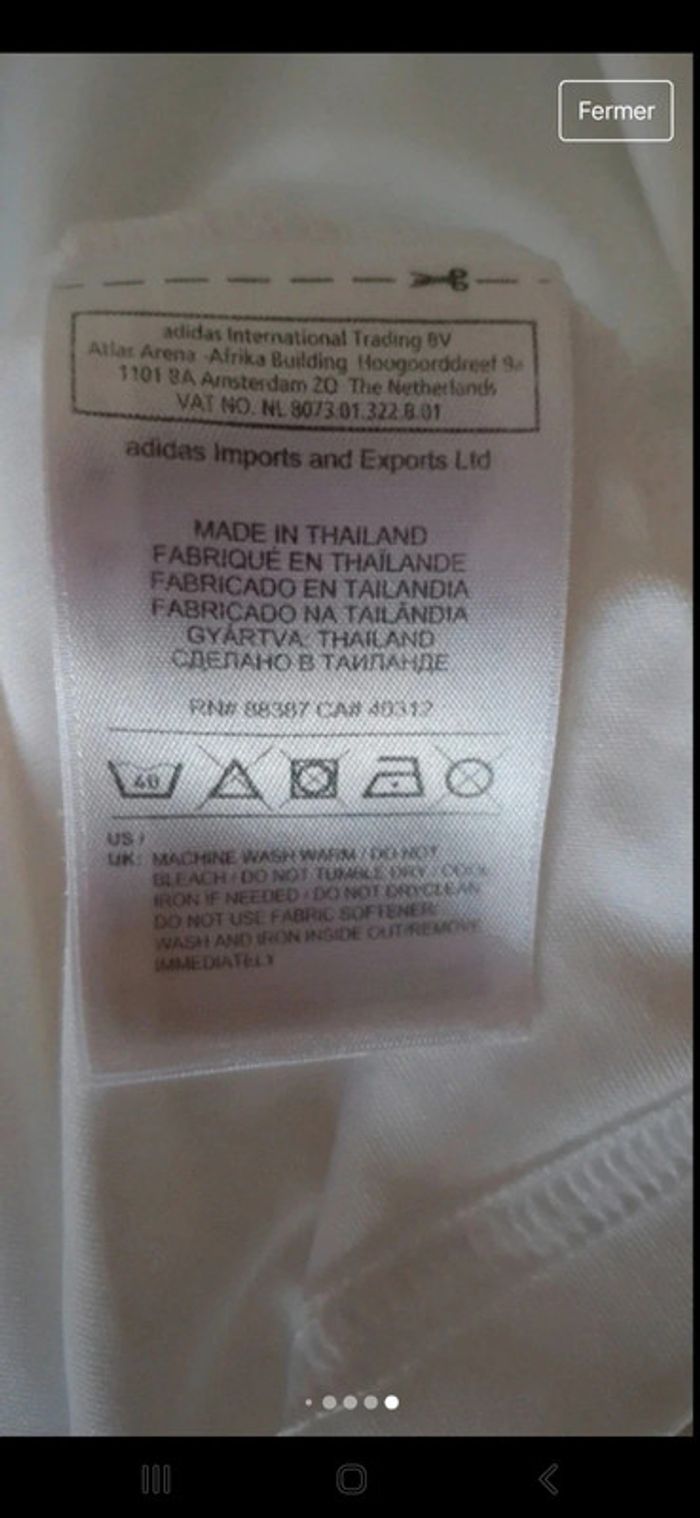 Fermer
adidas International Trading BV
Atlas Arena -Afrika Building Hoogoorddreef 9a
1101 BA Amsterdam ZO The Netherlands
VAT NO. NL 8073.01.322.B.01
adidas Imports and Exports Ltd
MADE IN THAILAND
FABRIQUÉ EN THAÏLANDE
FABRICADO EN TAILANDIA
FABRICADO NA TAILÂNDIA
GYÁRTVA: THAILAND
СДЕЛАНО В ТАИЛАНДЕ
RN# 88387 CA# 40312
40
US /
UK: MACHINE WASH WARM / DO NOT
BLEACH / DO NOT TUMBLE DRY / COOL
IRON IF NEEDED / DO NOT DRYCLEAN
DO NOT USE FABRIC SOFTENER/
WASH AND IRON INSIDE OUT/REMOVE
IMMEDIATELY